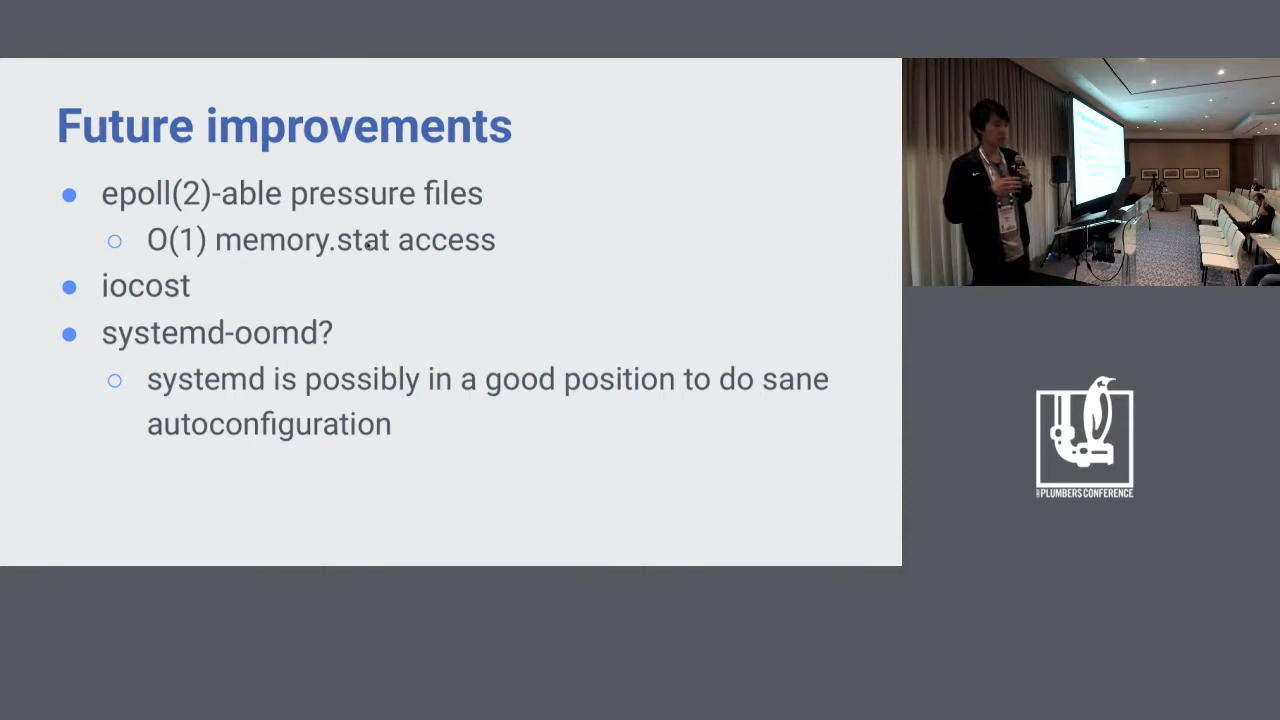 Future improvements
epoll(2)-able pressure files
O(1) memory.stat access
iocost
systemd-oomd?
systemd is possibly in a good position to do sane
autoconfiguration
PLUMBERS CONFERENCE